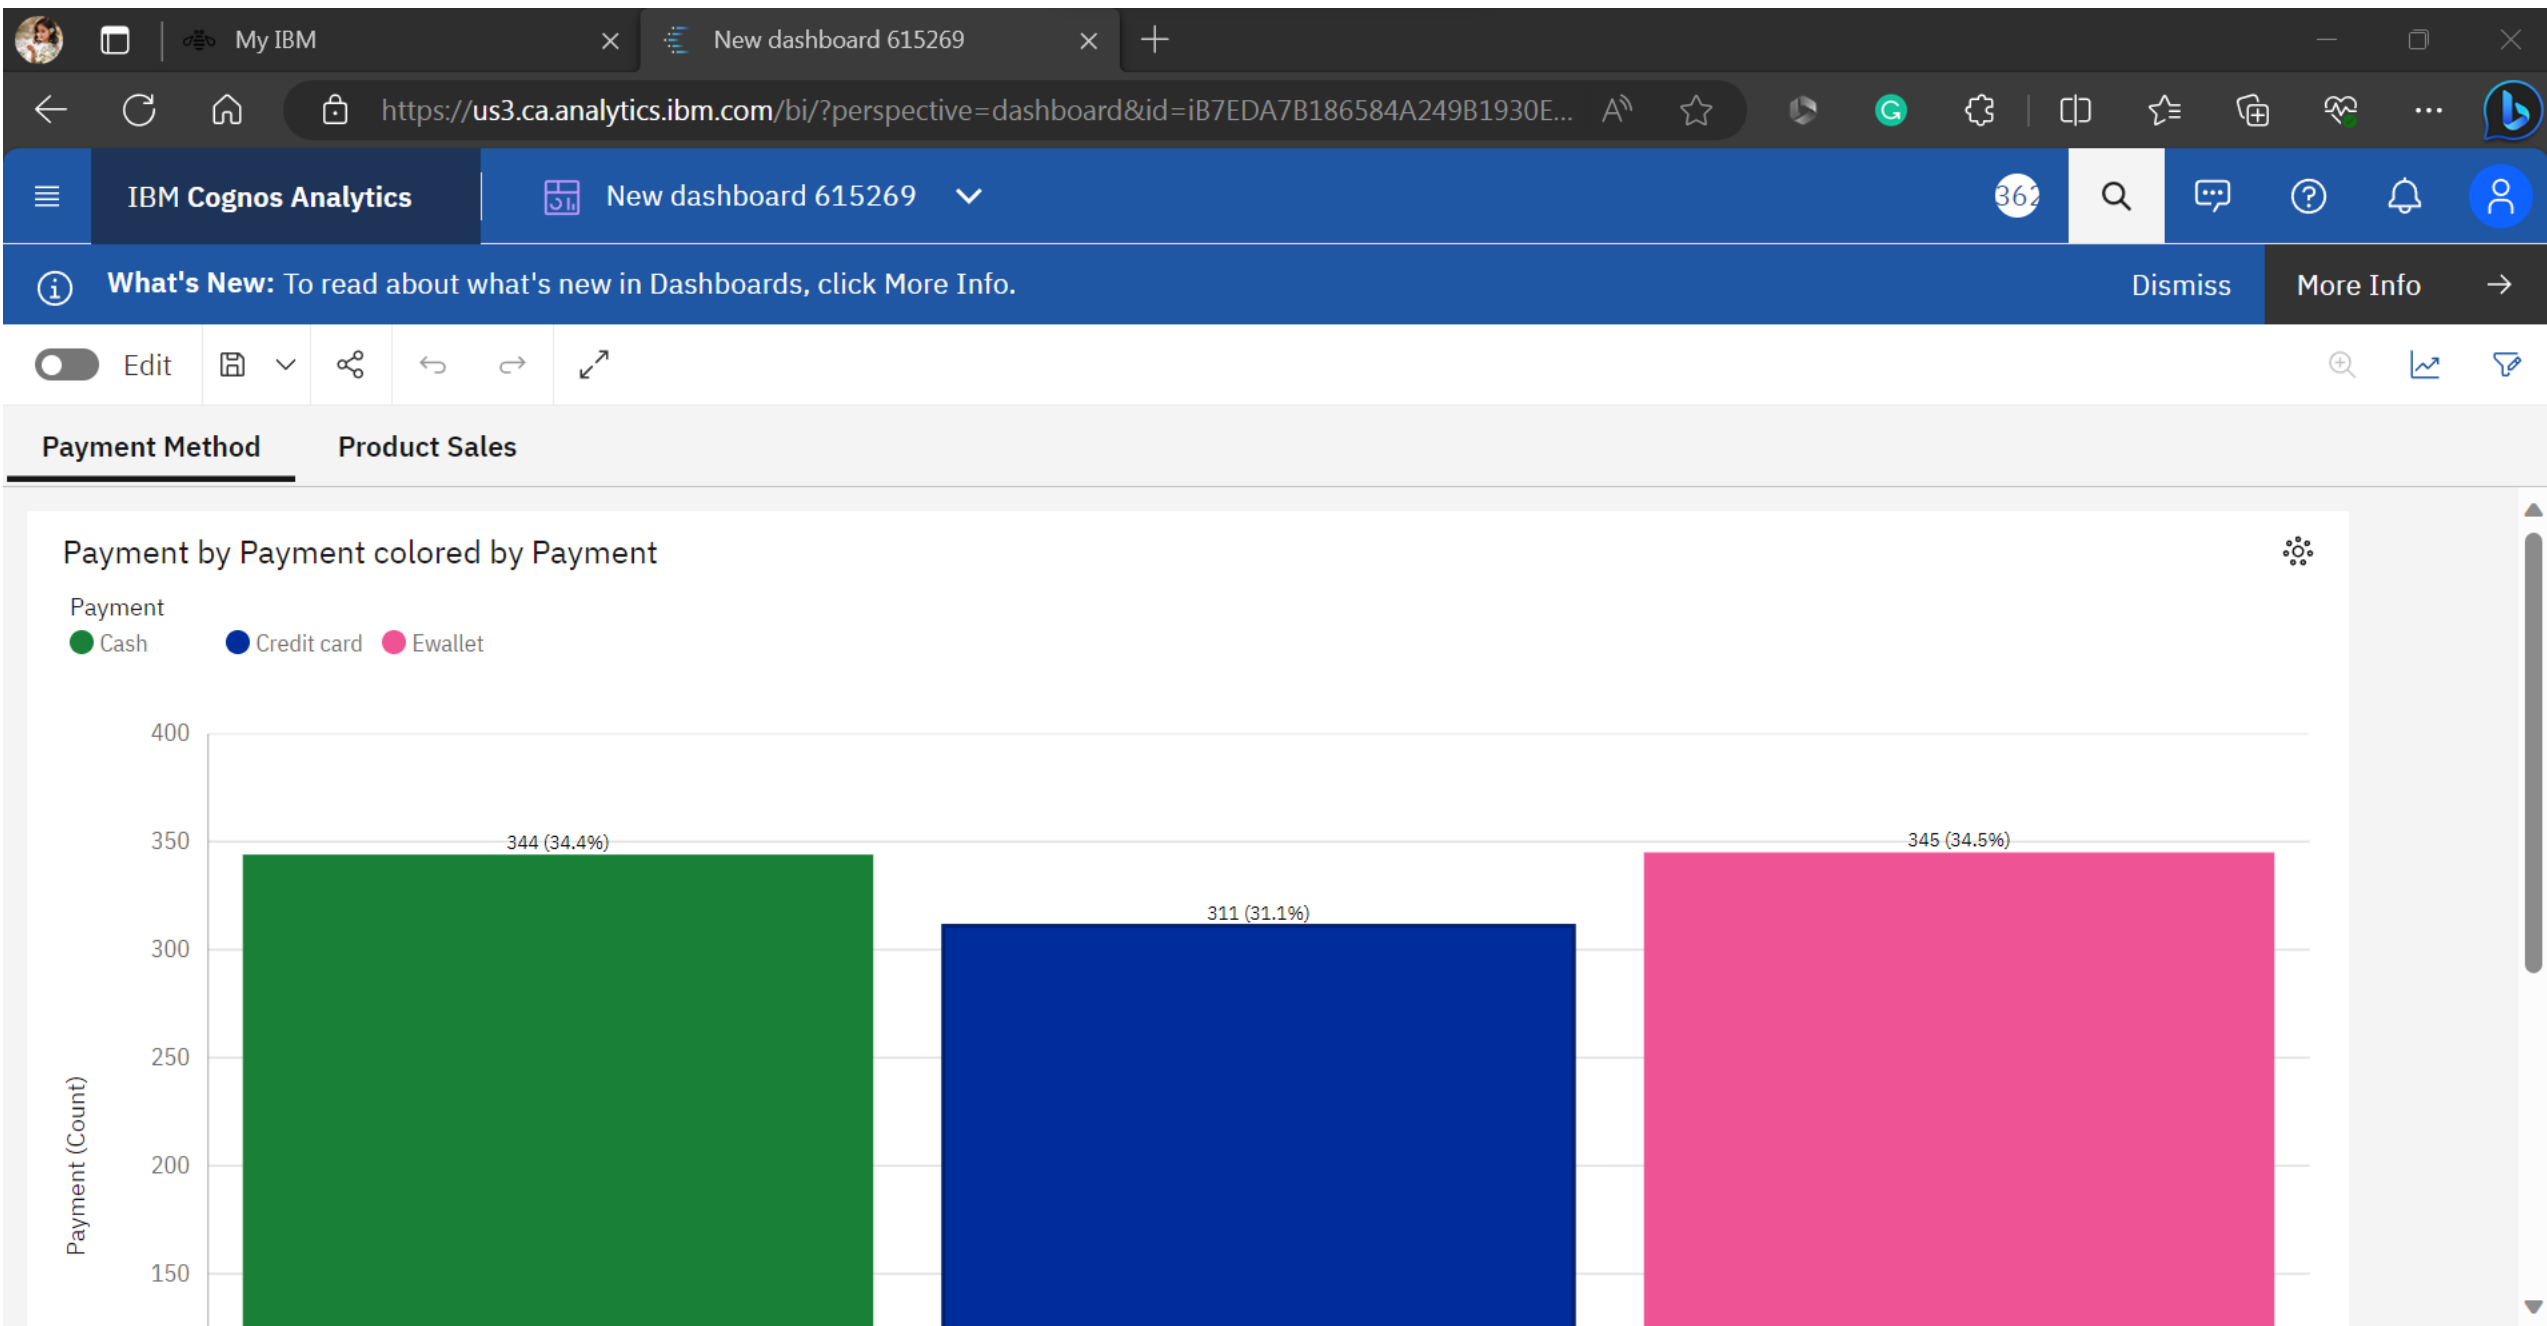 My IBM
New dashboard 615269
https://us3.ca.analytics.ibm.com/bi/?perspective=dashboard&id=iB7EDA7B186584A249B1930E...
IBM Cognos Analytics
New dashboard 615269
362
What's New: To read about what's new in Dashboards, click More Info.
Dismiss
More Info
Edit
Payment Method
Product Sales
Payment by Payment colored by Payment
Payment
Cash
Credit card
Ewallet
400
350
300
250
200
150
Payment (Count)
344 (34.4%)
311 (31.1%)
345 (34.5%)